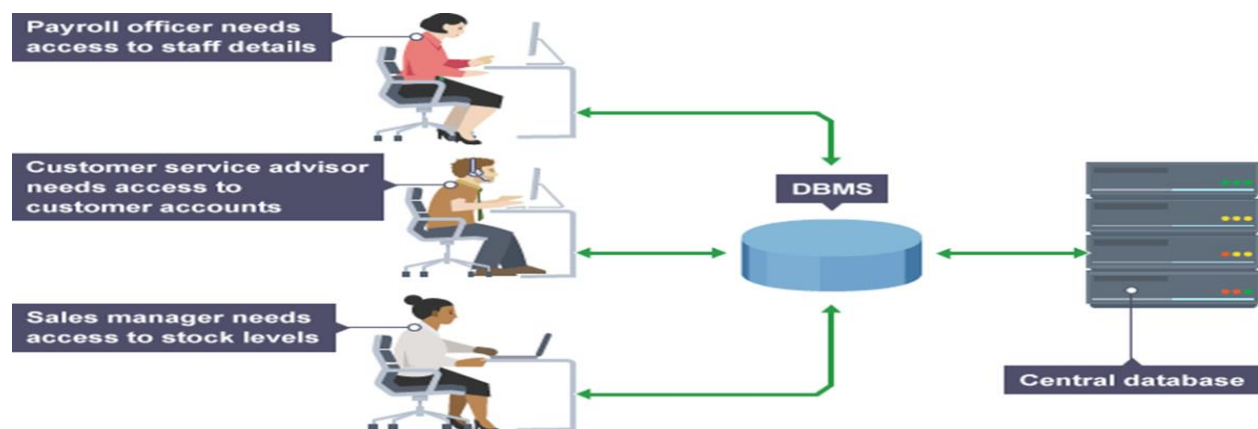 Payroll officer needs
access to staff details
Customer service advisor
needs access to
customer accounts
DBMS
Sales manager needs
access to stock levels
Central database